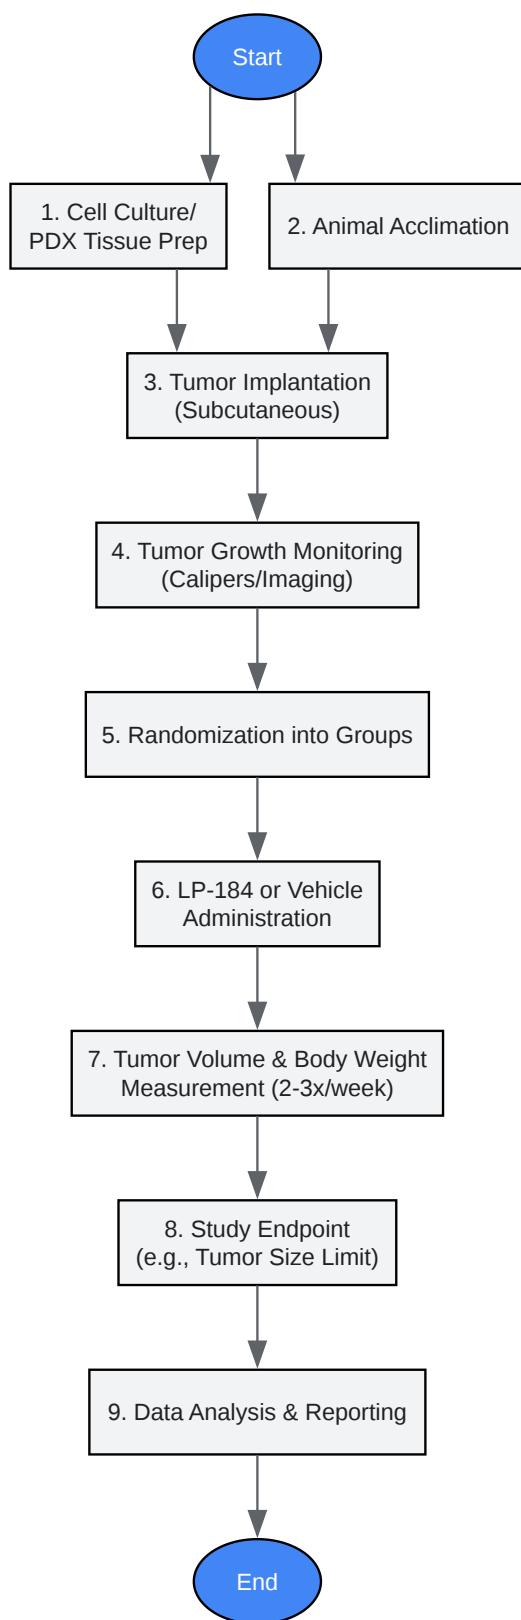 Start
1. Cell Culture/
PDX Tissue Prep
2. Animal Acclimation
3. Tumor Implantation
(Subcutaneous)
4. Tumor Growth Monitoring
(Calipers/Imaging)
5. Randomization into Groups
6. LP-184 or Vehicle
Administration
7. Tumor Volume & Body Weight
Measurement (2-3x/week)
8. Study Endpoint
(e.g., Tumor Size Limit)
9. Data Analysis & Reporting
End